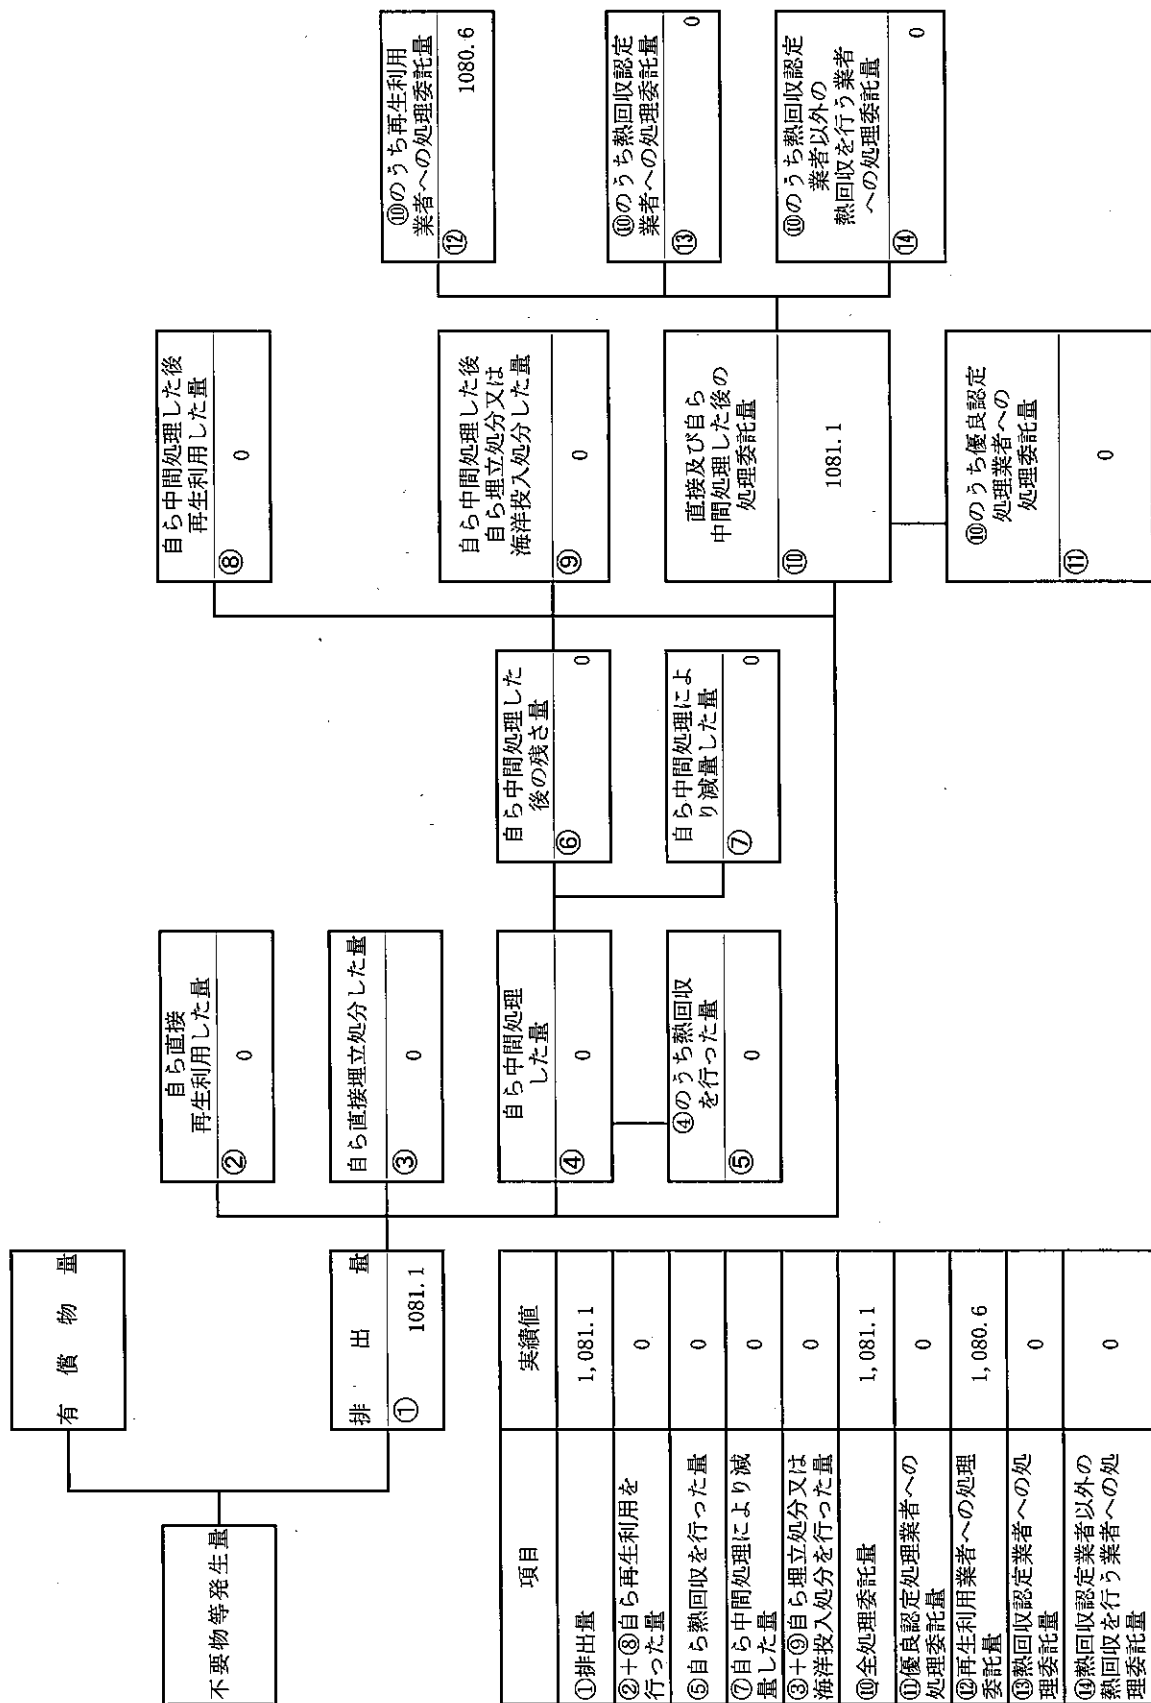 不要物等発生量
有償物量
排出量
① 1081.1
自ら直接
再生利用した量
② 0
自ら直接埋立処分した量
③ 0
自ら中間処理
した量
④ 0
④のうち熱回収
を行った量
⑤ 0
自ら中間処理した
後の残さ量
⑥ 0
自ら中間処理によ
り減量した量
⑦ 0
自ら中間処理した後
再生利用した量
⑧ 0
自ら中間処理した後
自ら埋立処分又は
海洋投入処分した量
⑨ 0
直接及び自ら
中間処理した後の
処理委託量
⑩ 1081.1
⑩のうち優良認定
処理業者への
処理委託量
⑪ 0
⑩のうち再生利用
業者への処理委託量
⑫ 1080.6
⑩のうち熱回収認定
業者への処理委託量
⑬ 0
⑩のうち熱回収認定
業者以外の
熱回収を行う業者
への処理委託量
⑭ 0
項目 実績値
①排出量 1,081.1
②+⑧自ら再生利用を
行った量 0
⑤自ら熱回収を行った量 0
⑦自ら中間処理により減
量した量 0
③+⑨自ら埋立処分又は
海洋投入処分を行った量 0
⑩全処理委託量 1,081.1
⑪優良認定処理業者への
処理委託量 0
⑫再生利用業者への処理
委託量 1,080.6
⑬熱回収認定業者への処
理委託量 0
⑭熱回収認定業者以外の
熱回収を行う業者への処
理委託量 0